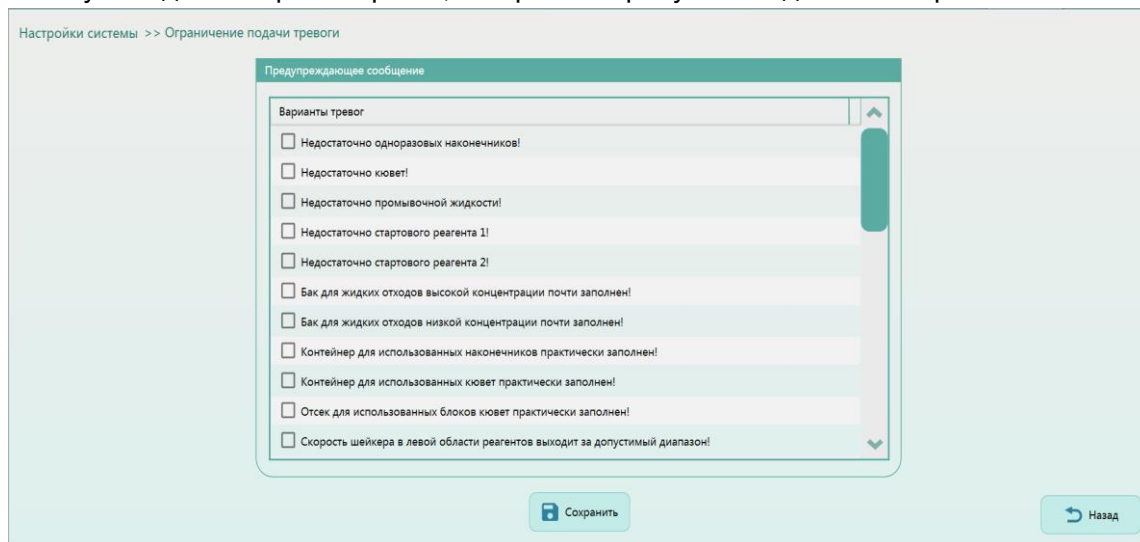 Настройки системы >> Ограничение подачи тревоги
Предупреждающее сообщение
Варианты тревог
Недостаточно одноразовых наконечников!
Недостаточно кювет!
Недостаточно промывочной жидкости!
Недостаточно стартового реагента 1!
Недостаточно стартового реагента 2!
Бак для жидких отходов высокой концентрации почти заполнен!
Бак для жидких отходов низкой концентрации почти заполнен!
Контейнер для использованных наконечников практически заполнен!
Контейнер для использованных кювет практически заполнен!
Отсек для использованных блоков кювет практически заполнен!
Скорость шейкера в левой области реагентов выходит за допустимый диапазон!
Сохранить
Назад